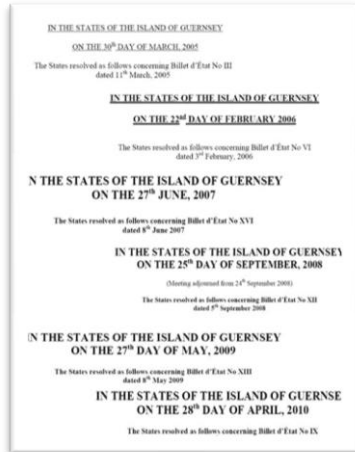 IN THE STATES OF THE ISLAND OF GUERNSEY
ON THE 30th DAY OF MARCH, 2005
The States resolved as follows concerning Billet d'État No III
dated 11th March, 2005
IN THE STATES OF THE ISLAND OF GUERNSEY
ON THE 22nd DAY OF FEBRUARY 2006
The States resolved as follows concerning Billet d'État No VI
dated 3rd February, 2006
N THE STATES OF THE ISLAND OF GUERNSEY
ON THE 27th JUNE, 2007
The States resolved as follows concerning Billet d'État No XVI
dated 8th June 2007
IN THE STATES OF THE ISLAND OF GUERNSEY
ON THE 25th DAY OF SEPTEMBER, 2008
(Meeting adjourned from 24th September 2008)
The States resolved as follows concerning Billet d'État No XII
dated 5th September 2008
IN THE STATES OF THE ISLAND OF GUERNSEY
ON THE 27th DAY OF MAY, 2009
The States resolved as follows concerning Billet d'État No XIII
dated 8th May 2009
IN THE STATES OF THE ISLAND OF GUERNSE
ON THE 28th DAY OF APRIL, 2010
The States resolved as follows concerning Billet d'État No IX